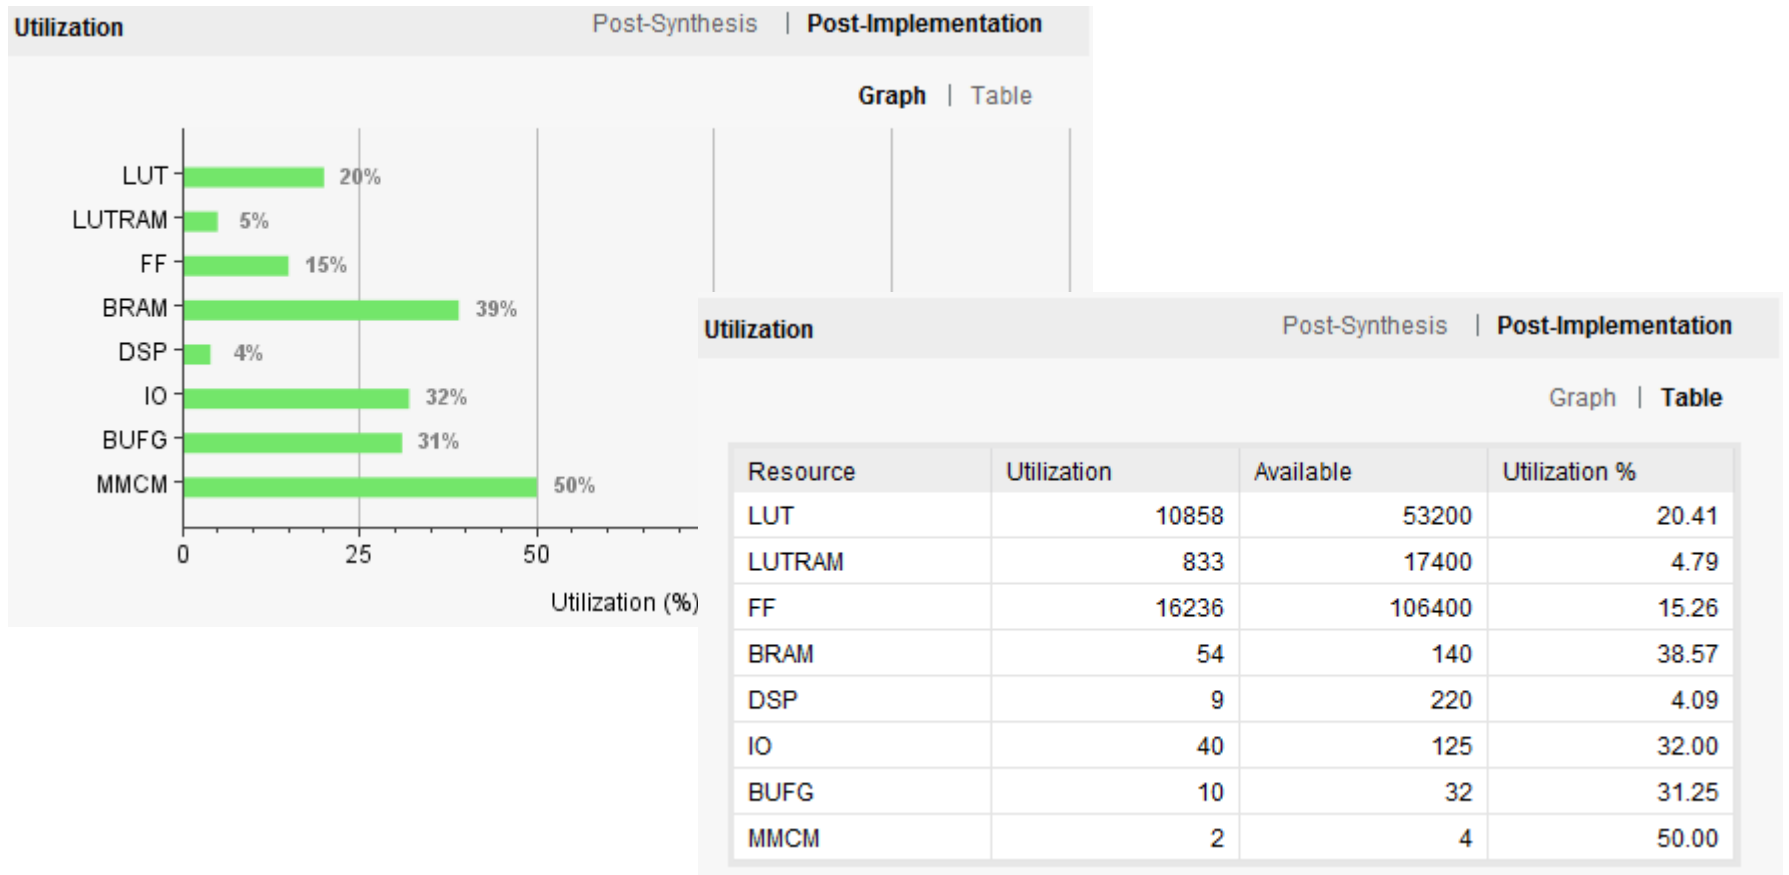 Utilization Post-Synthesis | Post-Implementation
Graph | Table
LUT 20%
LUTRAM 5%
FF 15%
BRAM 39%
DSP 4%
IO 32%
BUFG 31%
MMCM 50%
0 25 50
Utilization (%)
Utilization Post-Synthesis | Post-Implementation
Graph | Table
Resource Utilization Available Utilization %
LUT 10858 53200 20.41
LUTRAM 833 17400 4.79
FF 16236 106400 15.26
BRAM 54 140 38.57
DSP 9 220 4.09
IO 40 125 32.00
BUFG 10 32 31.25
MMCM 2 4 50.00